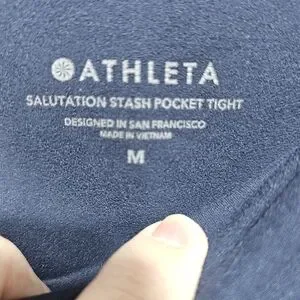 ATHLETA
SALUTATION STASH POCKET TIGHT
DESIGNED IN SAN FRANCISCO
MADE IN VIETNAM
M